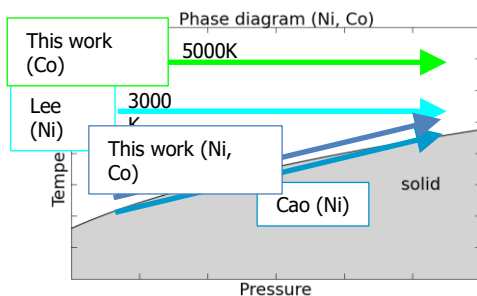 Phase diagram (Ni, Co)
This work
(Co)
5000K
Lee
(Ni)
3000
K
This work (Ni,
Co)
Tempe
Cao (Ni)
solid
Pressure